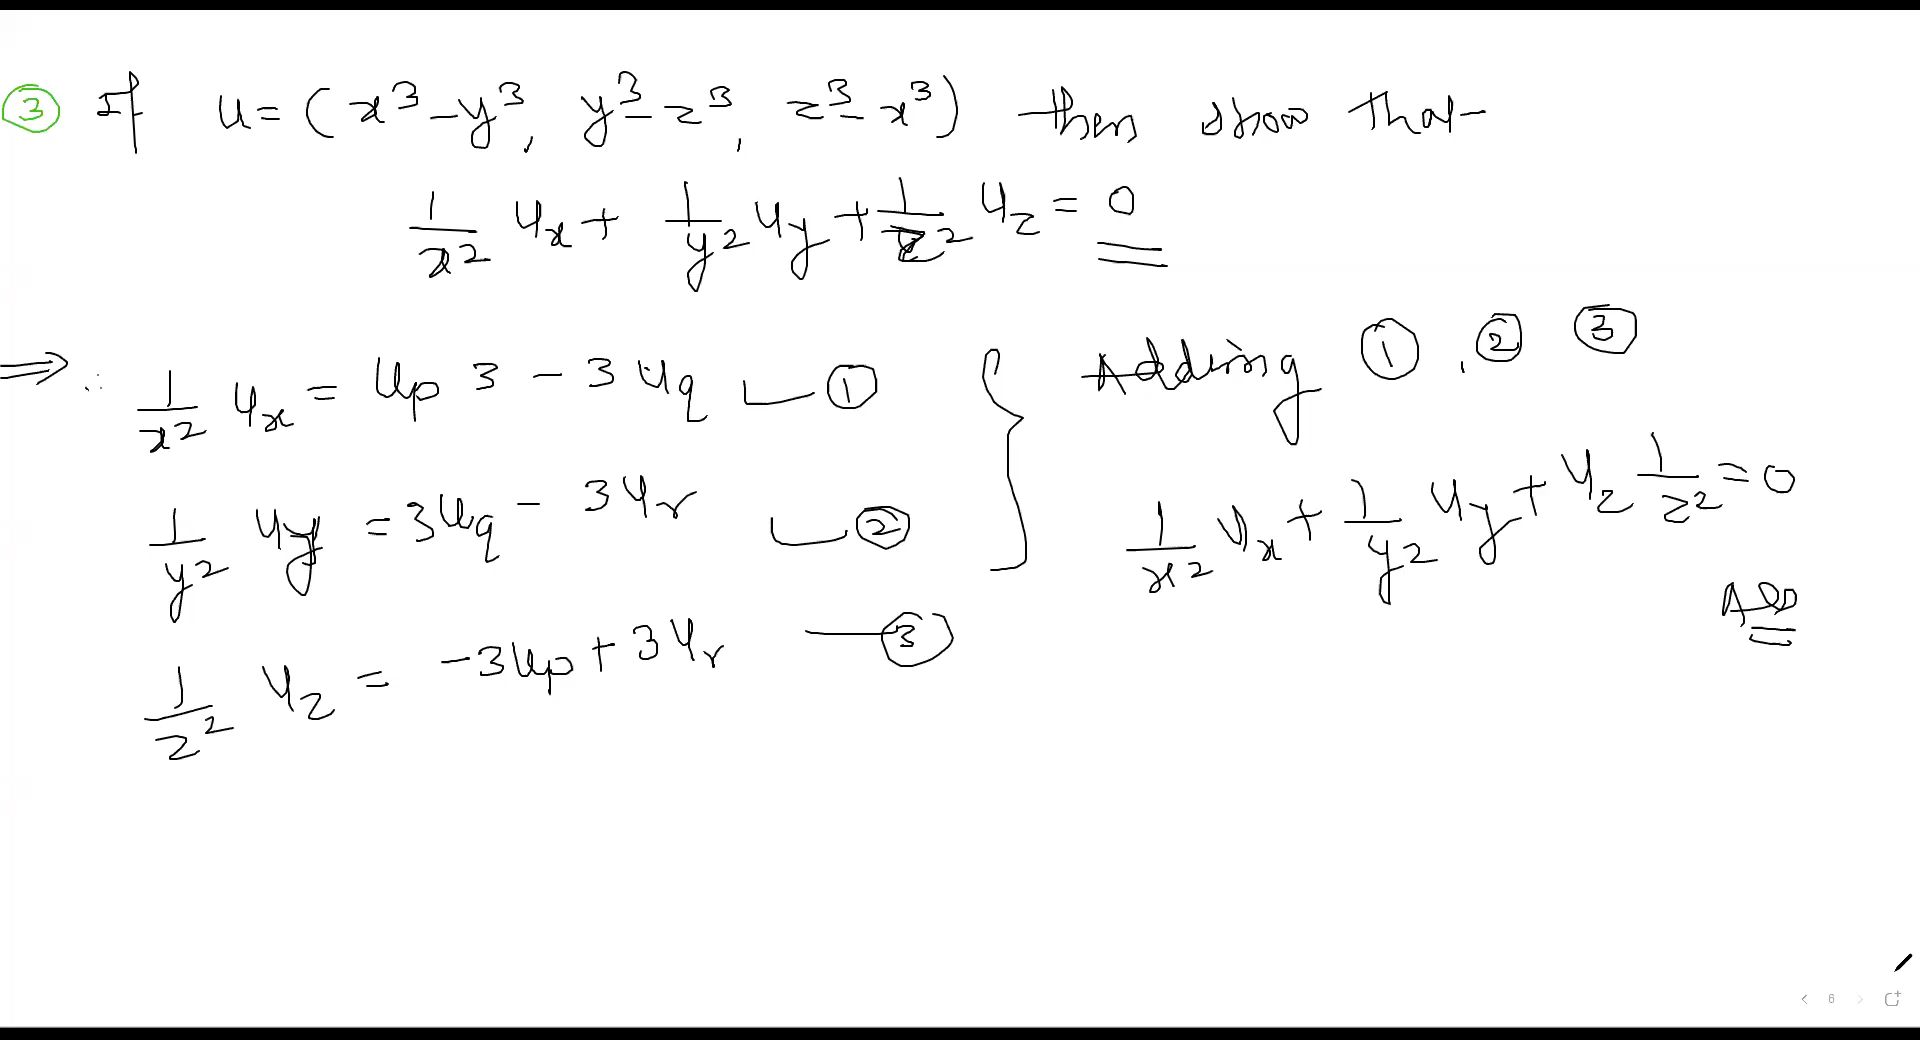 ③ If u = (x³ - y³, y³ - z³, z³ - x³) then show that
1/x² ux + 1/y² uy + 1/z² uz = 0
⇒ ∴ 1/x² ux = up 3 - 3 uq — ①
1/y² uy = 3uq - 3ur — ②
1/z² uz = -3up + 3ur — ③
Adding ①, ② ③
1/x² ux + 1/y² uy + uz 1/z² = 0
6